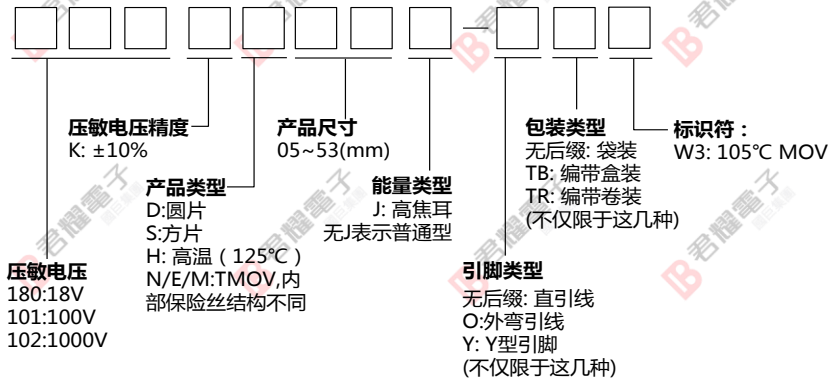 压敏电压精度
K: ±10%
产品尺寸
05~53(mm)
包装类型
无后缀: 袋装
TB: 编带盒装
TR: 编带卷装
(不仅限于这几种)
标识符：
W3: 105℃ MOV
产品类型
D:圆片
S:方片
H: 高温（125℃）
N/E/M:TMOV,内
部保险丝结构不同
能量类型
J: 高焦耳
无J表示普通型
压敏电压
180:18V
101:100V
102:1000V
引脚类型
无后缀: 直引线
O:外弯引线
Y: Y型引脚
(不仅限于这几种)
君耀電子